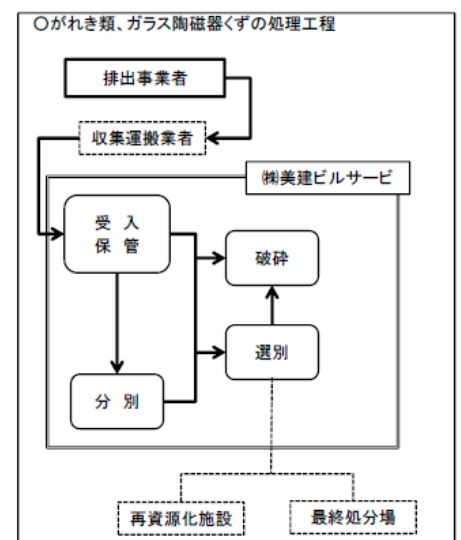 〇がれき類、ガラス陶磁器くずの処理工程
排出事業者
収集運搬業者
㈱美建ビルサービ
受 入
保 管
破砕
選別
分 別
再資源化施設
最終処分場